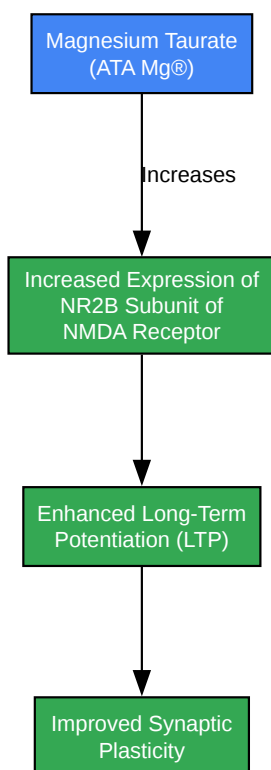 Magnesium Taurate
(ATA Mg®)
Increases
Increased Expression of
NR2B Subunit of
NMDA Receptor
Enhanced Long-Term
Potentiation (LTP)
Improved Synaptic
Plasticity